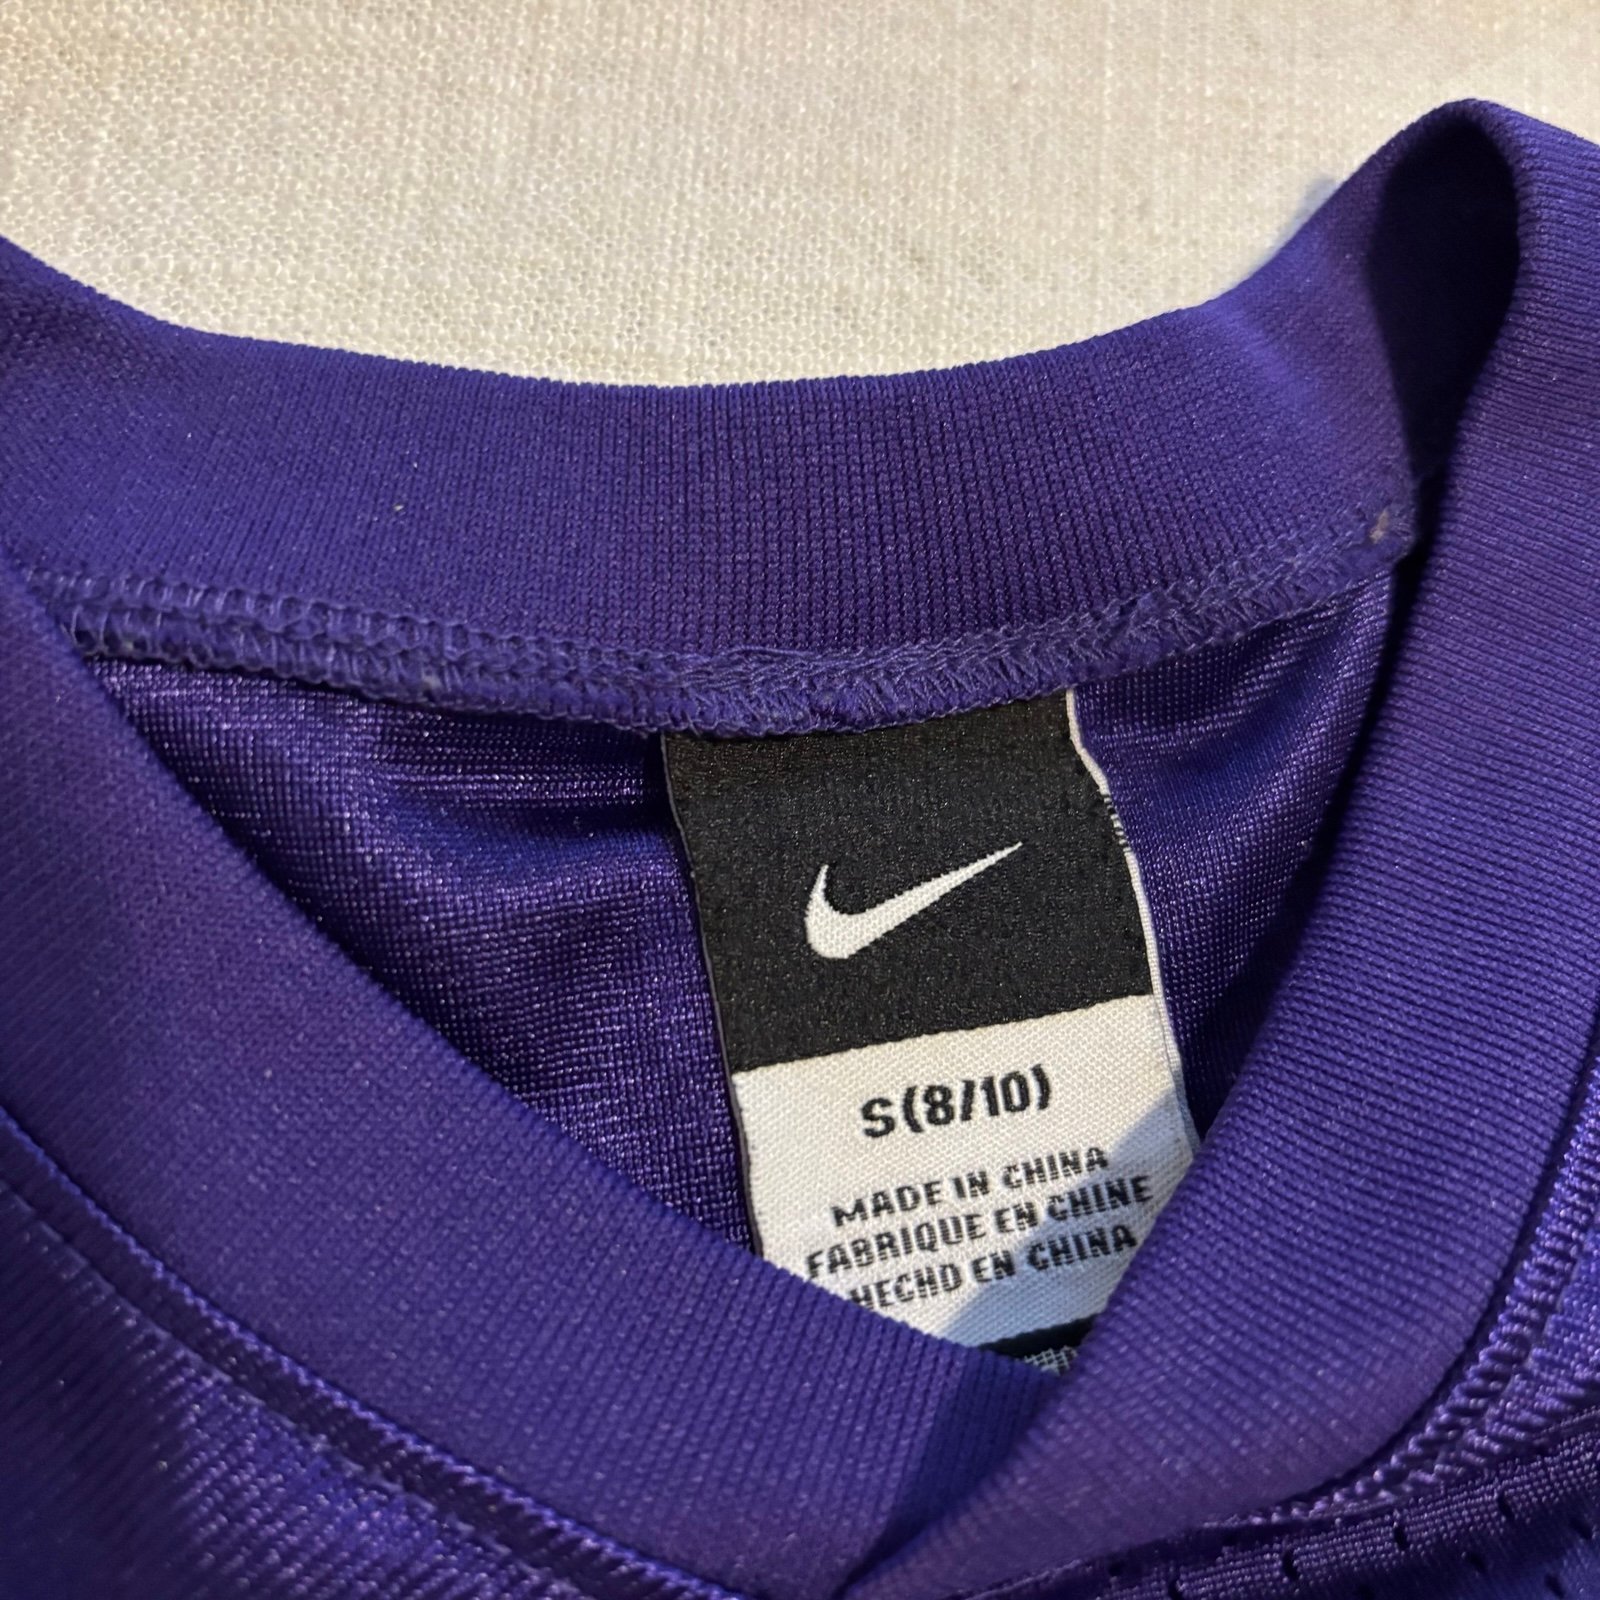 S(8/10)
MADE IN CHINA
FABRIQUE EN CHINE
HECHO EN CHINA